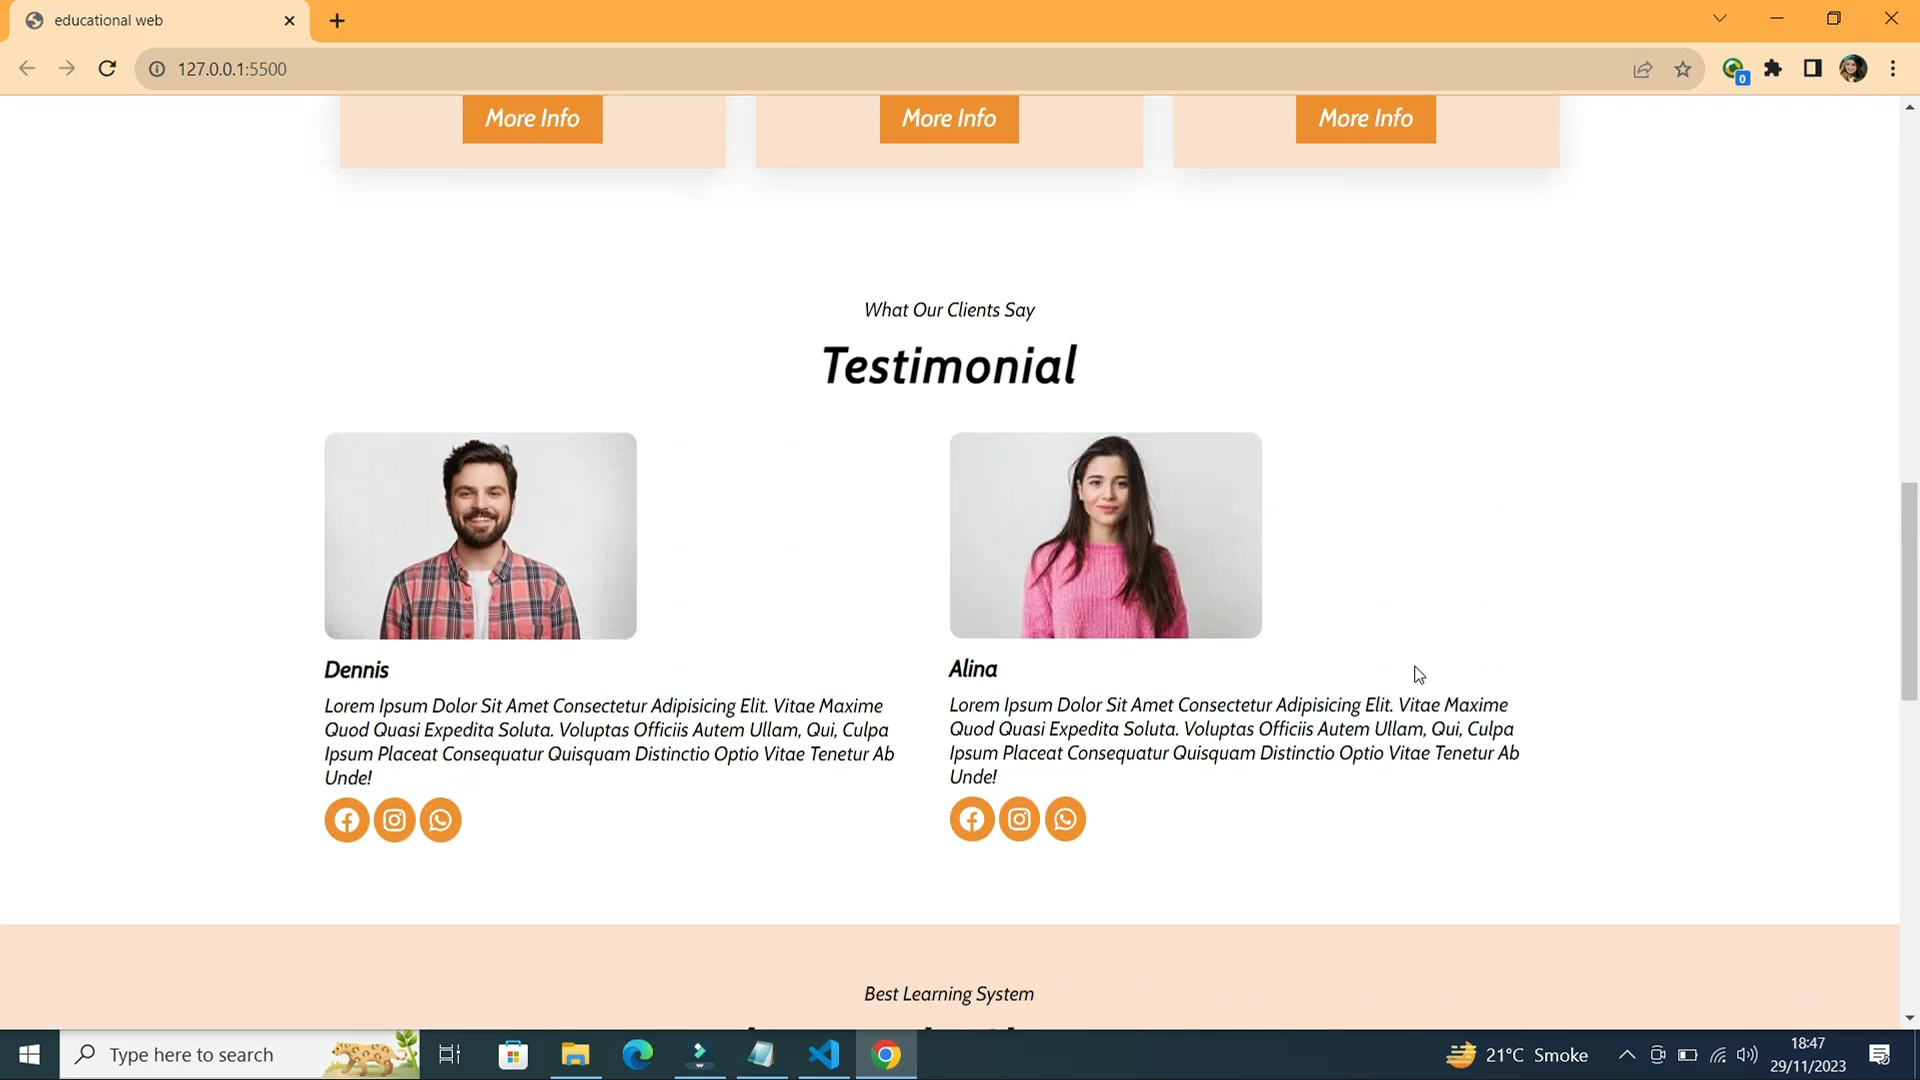 educational web
127.0.0.1:5500
0
More Info More Info More Info
What Our Clients Say
Testimonial
Dennis
Lorem Ipsum Dolor Sit Amet Consectetur Adipisicing Elit. Vitae Maxime
Quod Quasi Expedita Soluta. Voluptas Officiis Autem Ullam, Qui, Culpa
Ipsum Placeat Consequatur Quisquam Distinctio Optio Vitae Tenetur Ab
Unde!
Alina
Lorem Ipsum Dolor Sit Amet Consectetur Adipisicing Elit. Vitae Maxime
Quod Quasi Expedita Soluta. Voluptas Officiis Autem Ullam, Qui, Culpa
Ipsum Placeat Consequatur Quisquam Distinctio Optio Vitae Tenetur Ab
Unde!
Best Learning System
Type here to search
21°C Smoke
18:47
29/11/2023